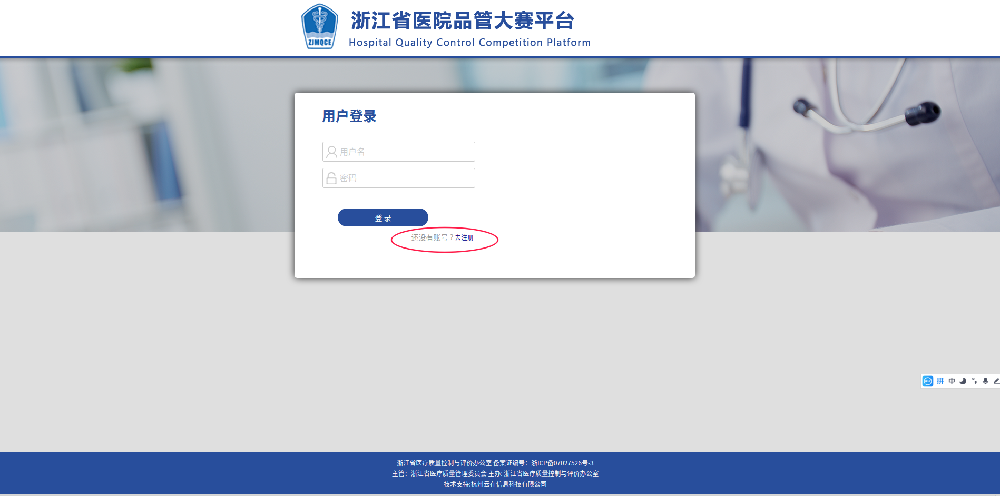 ZJMQCE
浙江省医院品管大赛平台
Hospital Quality Control Competition Platform
用户登录
用户名
密码
登 录
还没有账号？去注册
iFLY 拼 中
浙江省医疗质量控制与评价办公室 备案证编号：浙ICP备07027526号-3
主管：浙江省医疗质量管理委员会 主办: 浙江省医疗质量控制与评价办公室
技术支持:杭州云在信息科技有限公司